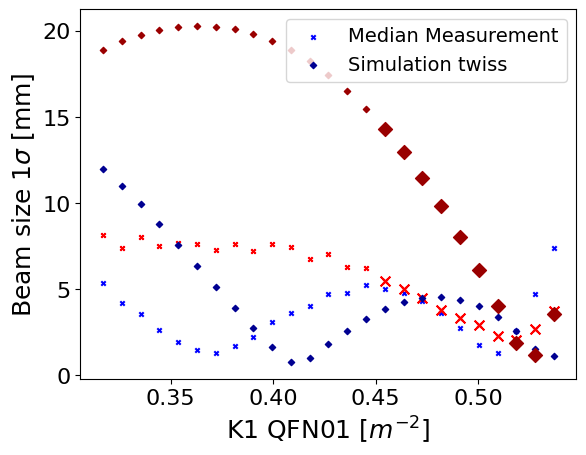 20
15
10
5
0
0.35
0.40
0.45
0.50
Beam size 1σ [mm]
K1 QFN01 [m⁻²]
Median Measurement
Simulation twiss